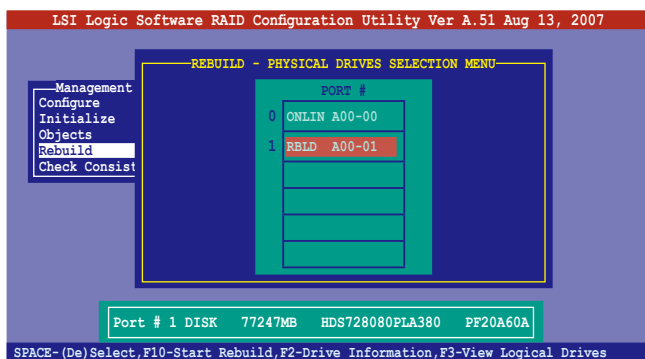 LSI Logic Software RAID Configuration Utility Ver A.51 Aug 13, 2007
REBUILD - PHYSICAL DRIVES SELECTION MENU
Management
Configure
Initialize
Objects
Rebuild
Check Consist
PORT #
0 ONLIN A00-00
1 RBLD A00-01
Port # 1 DISK 77247MB HDS728080PLA380 PF20A60A
SPACE-(De)Select,F10-Start Rebuild,F2-Drive Information,F3-View Logical Drives